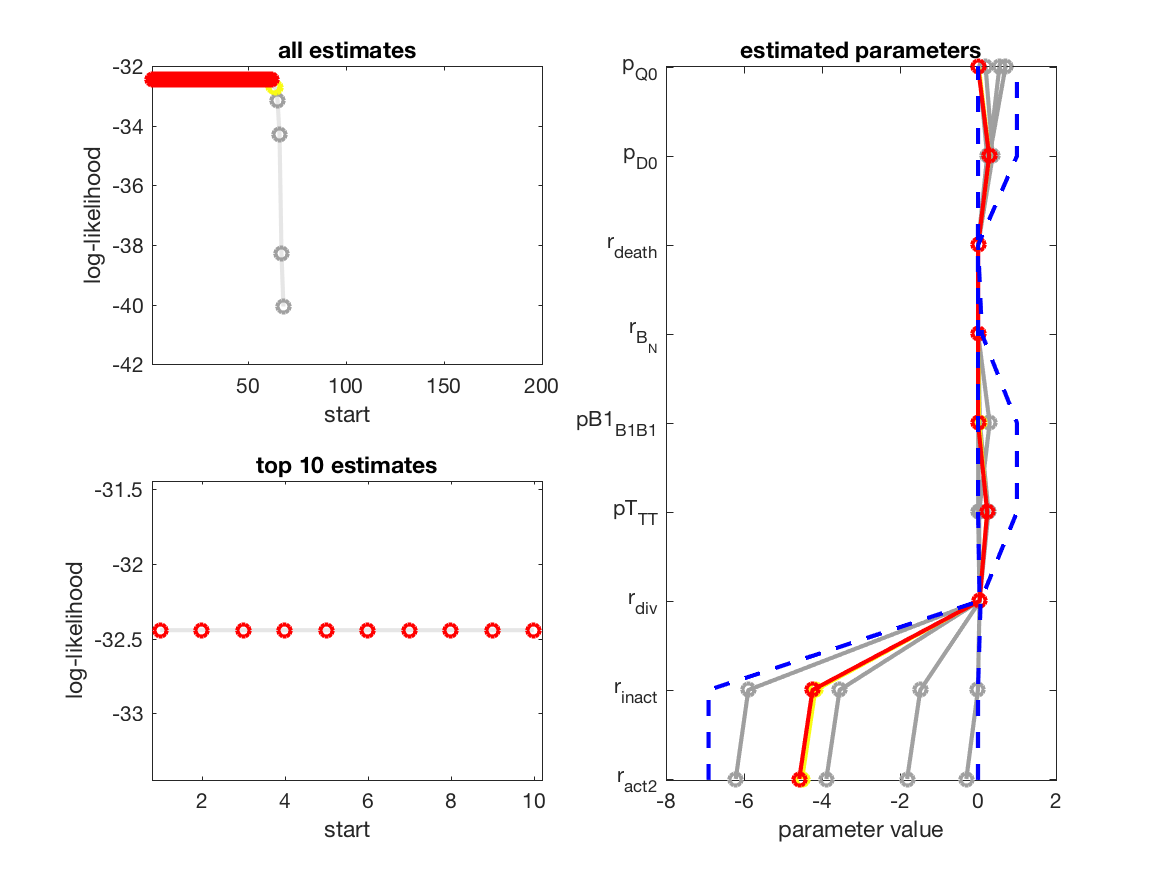 all estimates
-32
-34
-36
-38
-40
-42
log-likelihood
50
100
150
200
start
top 10 estimates
-31.5
-32
-32.5
-33
log-likelihood
2
4
6
8
10
start
estimated parameters
p_Q0
p_D0
r_death
r_B_N
pB1_B1B1
pT_TT
r_div
r_inact
r_act2
-8
-6
-4
-2
0
2
parameter value